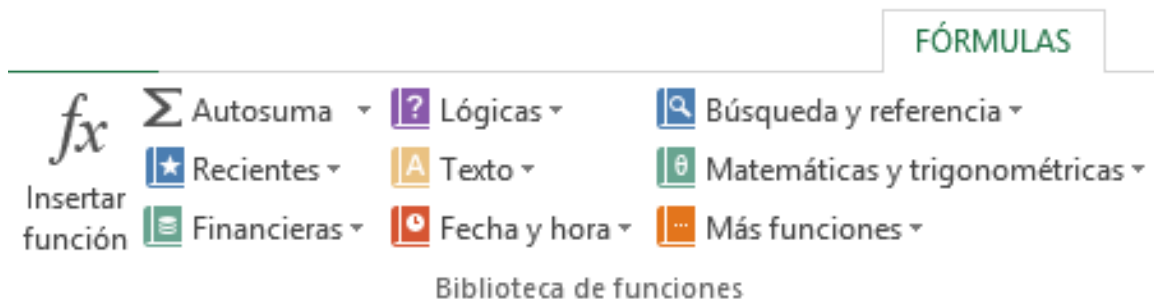 FÓRMULAS
fx
Insertar
función
Σ Autosuma
Recientes
Financieras
? Lógicas
A Texto
Fecha y hora
Búsqueda y referencia
θ Matemáticas y trigonométricas
... Más funciones
Biblioteca de funciones